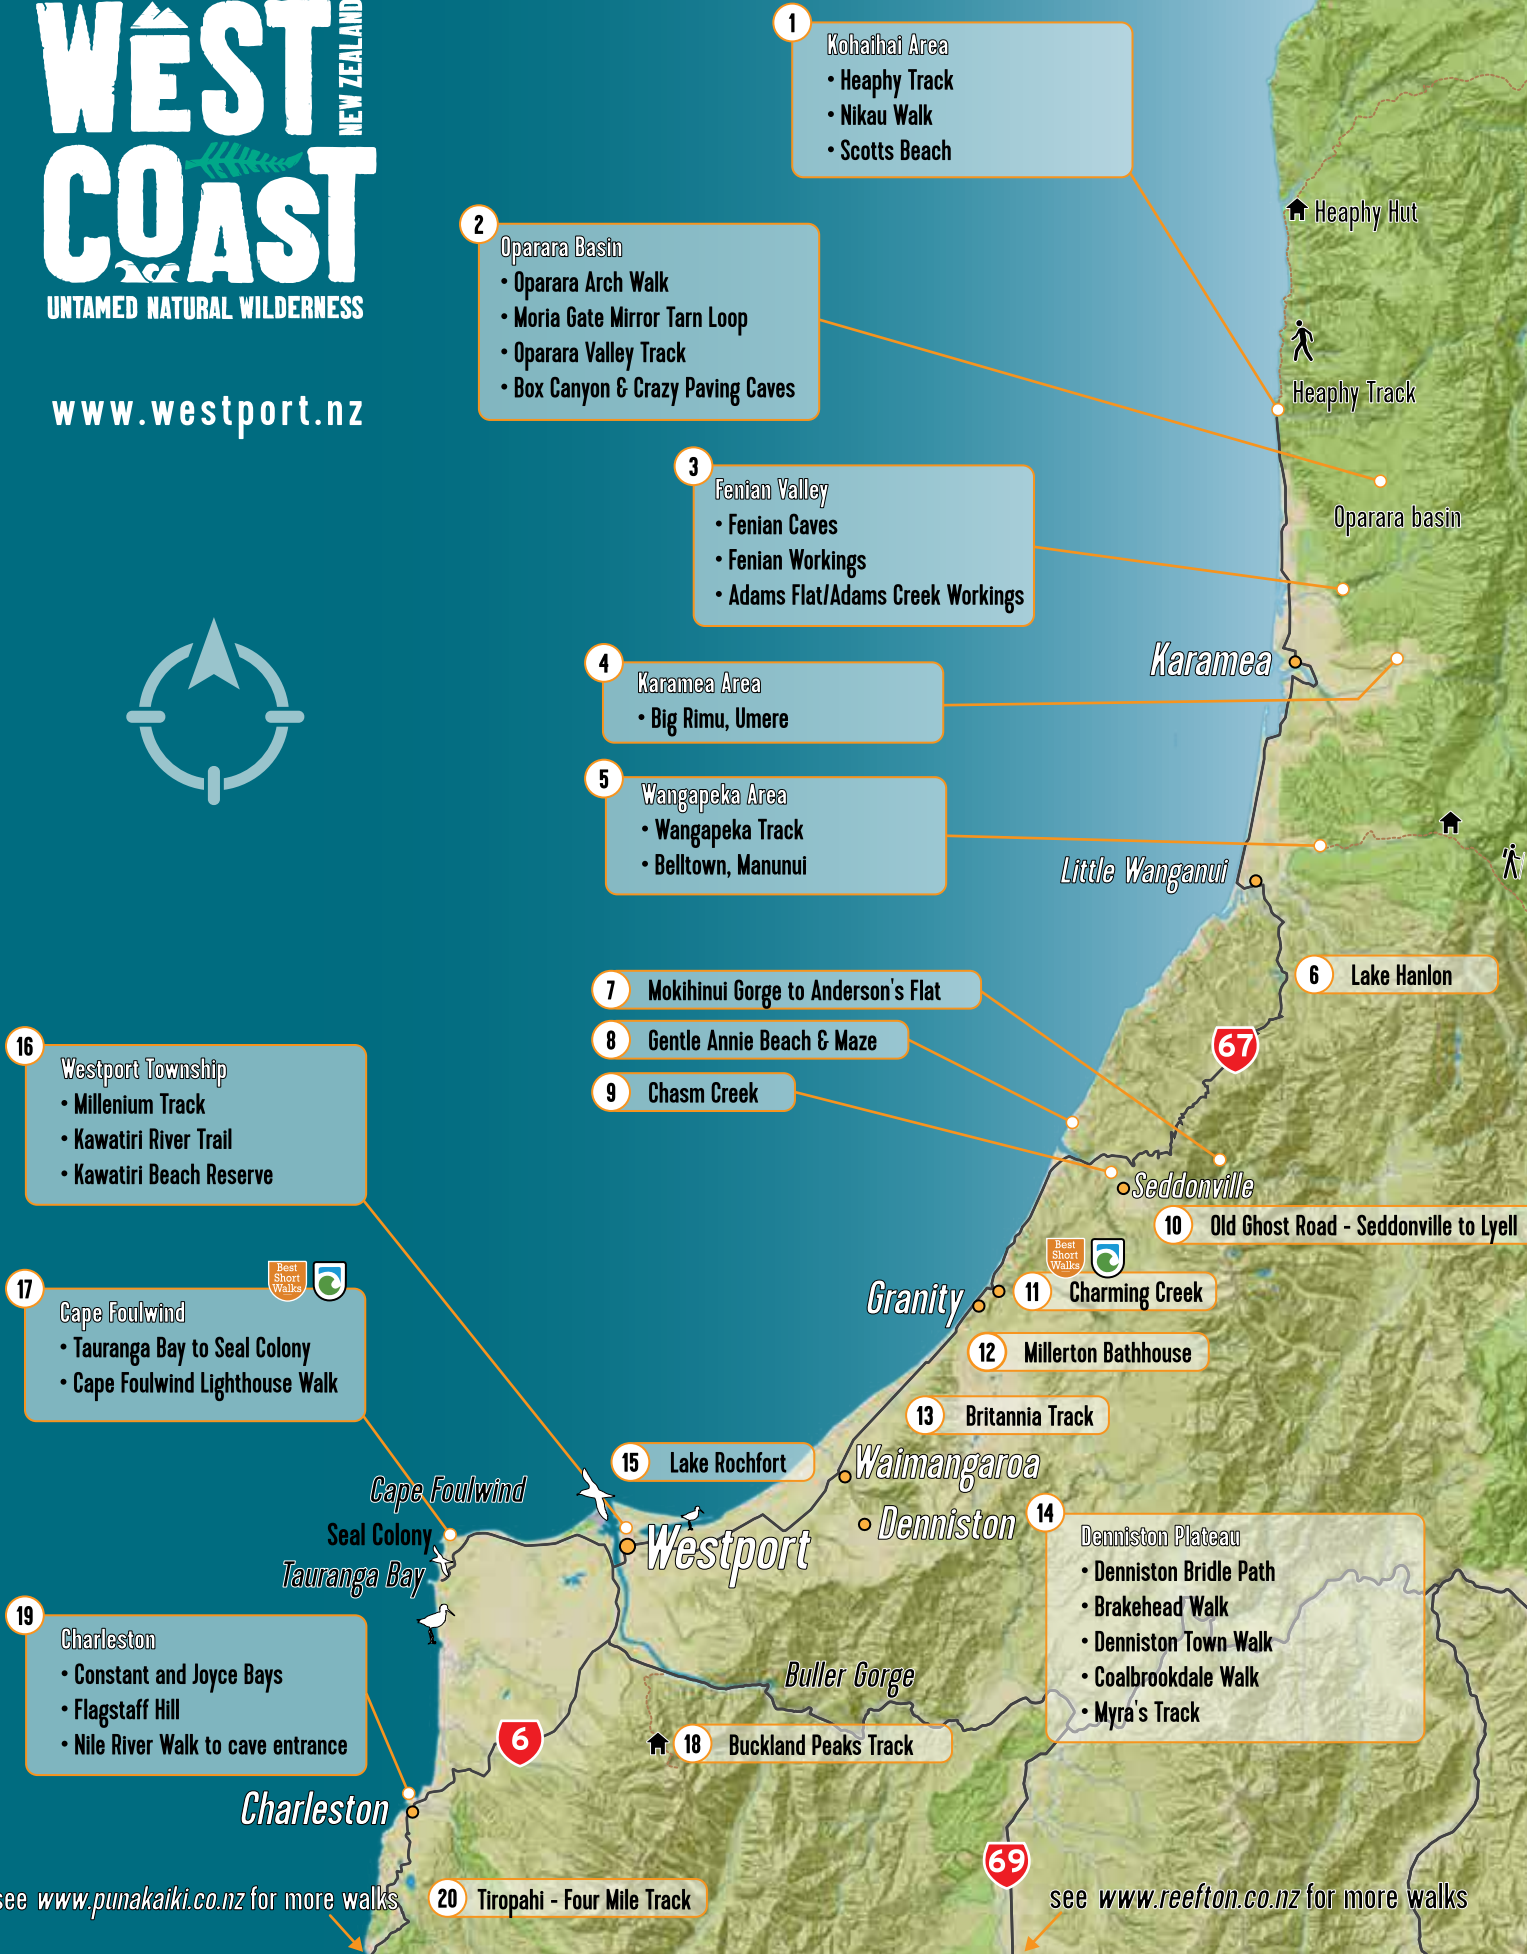 WEST
COAST
NEW ZEALAND
UNTAMED NATURAL WILDERNESS
www.westport.nz
1
Kohaihai Area
• Heaphy Track
• Nikau Walk
• Scotts Beach
Heaphy Hut
2
Oparara Basin
• Oparara Arch Walk
• Moria Gate Mirror Tarn Loop
• Oparara Valley Track
• Box Canyon & Crazy Paving Caves
Heaphy Track
3
Fenian Valley
• Fenian Caves
• Fenian Workings
• Adams Flat/Adams Creek Workings
Oparara basin
Karamea
4
Karamea Area
• Big Rimu, Umere
5
Wangapeka Area
• Wangapeka Track
• Belltown, Manunui
Little Wanganui
6 Lake Hanlon
7 Mokihinui Gorge to Anderson's Flat
8 Gentle Annie Beach & Maze
9 Chasm Creek
67
16
Westport Township
• Millenium Track
• Kawatiri River Trail
• Kawatiri Beach Reserve
Seddonville
10 Old Ghost Road - Seddonville to Lyell
Best
Short
Walks
11 Charming Creek
Granity
12 Millerton Bathhouse
13 Britannia Track
17
Best
Short
Walks
Cape Foulwind
• Tauranga Bay to Seal Colony
• Cape Foulwind Lighthouse Walk
15 Lake Rochfort
Waimangaroa
Cape Foulwind
Seal Colony
Tauranga Bay
Westport
Denniston
14
Denniston Plateau
• Denniston Bridle Path
• Brakehead Walk
• Denniston Town Walk
• Coalbrookdale Walk
• Myra's Track
19
Charleston
• Constant and Joyce Bays
• Flagstaff Hill
• Nile River Walk to cave entrance
Buller Gorge
6
18 Buckland Peaks Track
Charleston
69
see www.punakaiki.co.nz for more walks
20 Tiropahi - Four Mile Track
see www.reefton.co.nz for more walks